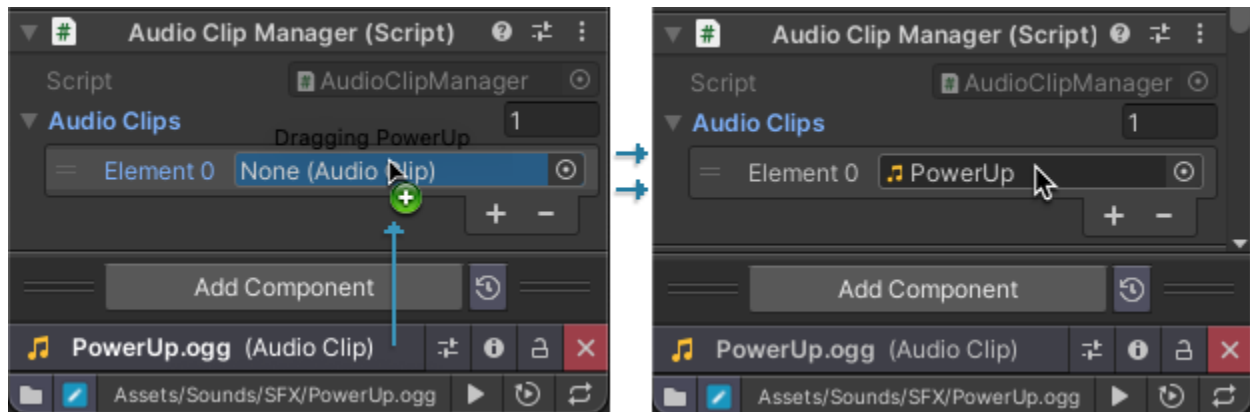 Audio Clip Manager (Script)
Script
# AudioClipManager
Audio Clips
1
Dragging PowerUp
Element 0
None (Audio Clip)
+ −
Add Component
PowerUp.ogg (Audio Clip)
Assets/Sounds/SFX/PowerUp.ogg
Audio Clip Manager (Script)
Script
# AudioClipManager
Audio Clips
1
Element 0
PowerUp
+ −
Add Component
PowerUp.ogg (Audio Clip)
Assets/Sounds/SFX/PowerUp.ogg